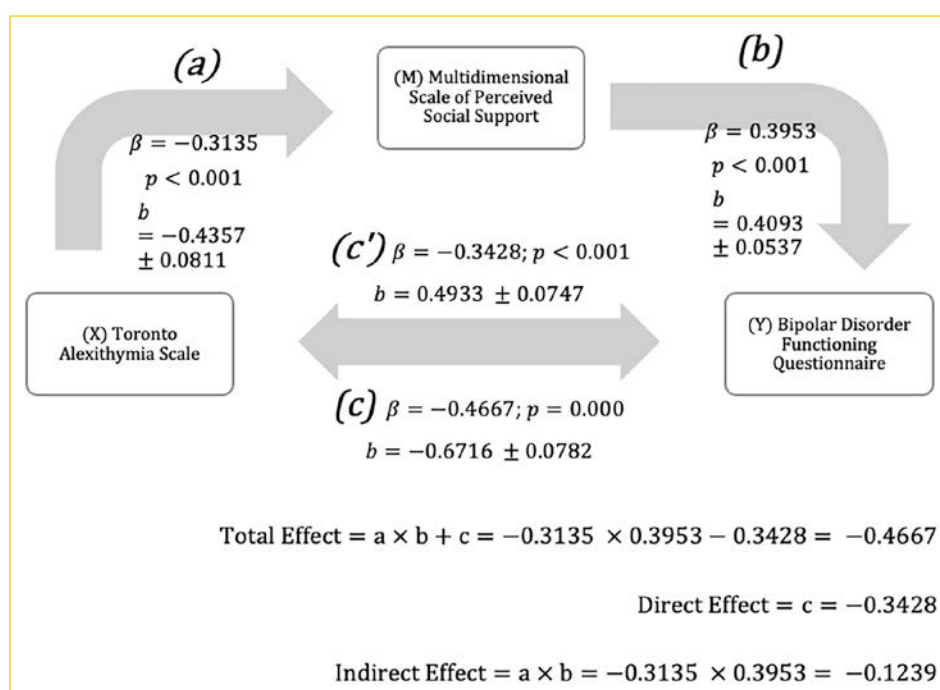 (a)
(M) Multidimensional
Scale of Perceived
Social Support
(b)
β = −0.3135
p < 0.001
b
= −0.4357
± 0.0811
β = 0.3953
p < 0.001
b
= 0.4093
± 0.0537
(c′) β = −0.3428; p < 0.001
b = 0.4933 ± 0.0747
(X) Toronto
Alexithymia Scale
(Y) Bipolar Disorder
Functioning
Questionnaire
(c) β = −0.4667; p = 0.000
b = −0.6716 ± 0.0782
Total Effect = a × b + c = −0.3135 × 0.3953 − 0.3428 = −0.4667
Direct Effect = c = −0.3428
Indirect Effect = a × b = −0.3135 × 0.3953 = −0.1239